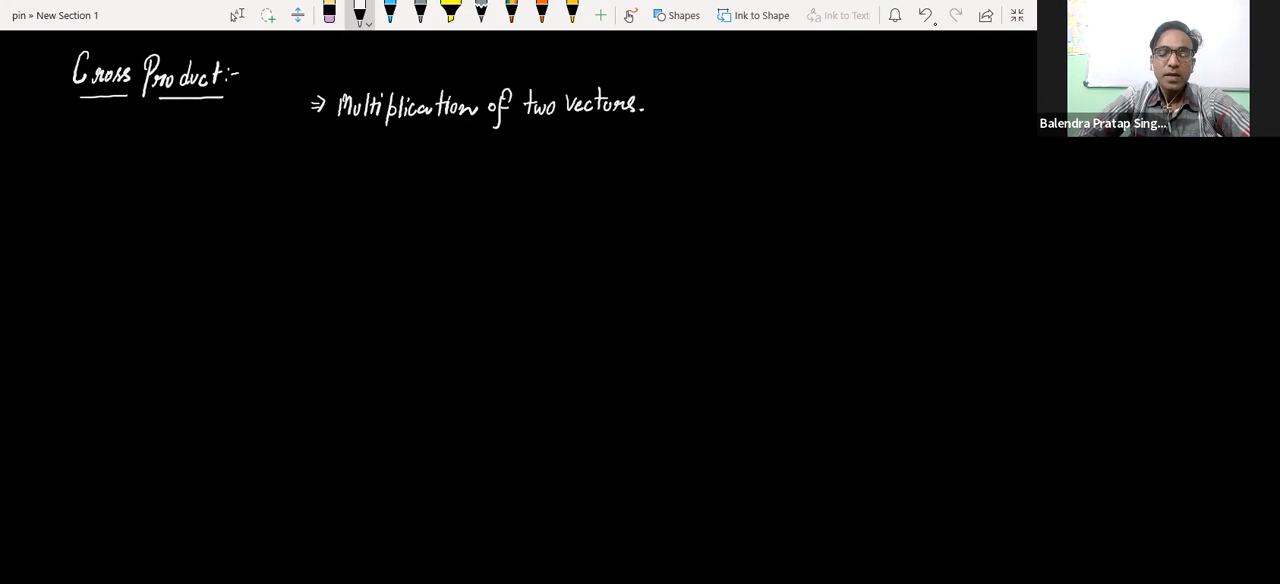 pin » New Section 1
Shapes
Ink to Shape
Ink to Text
Balendra Pratap Sing...
Cross Product:-
⇒ Multiplication of two vectors.